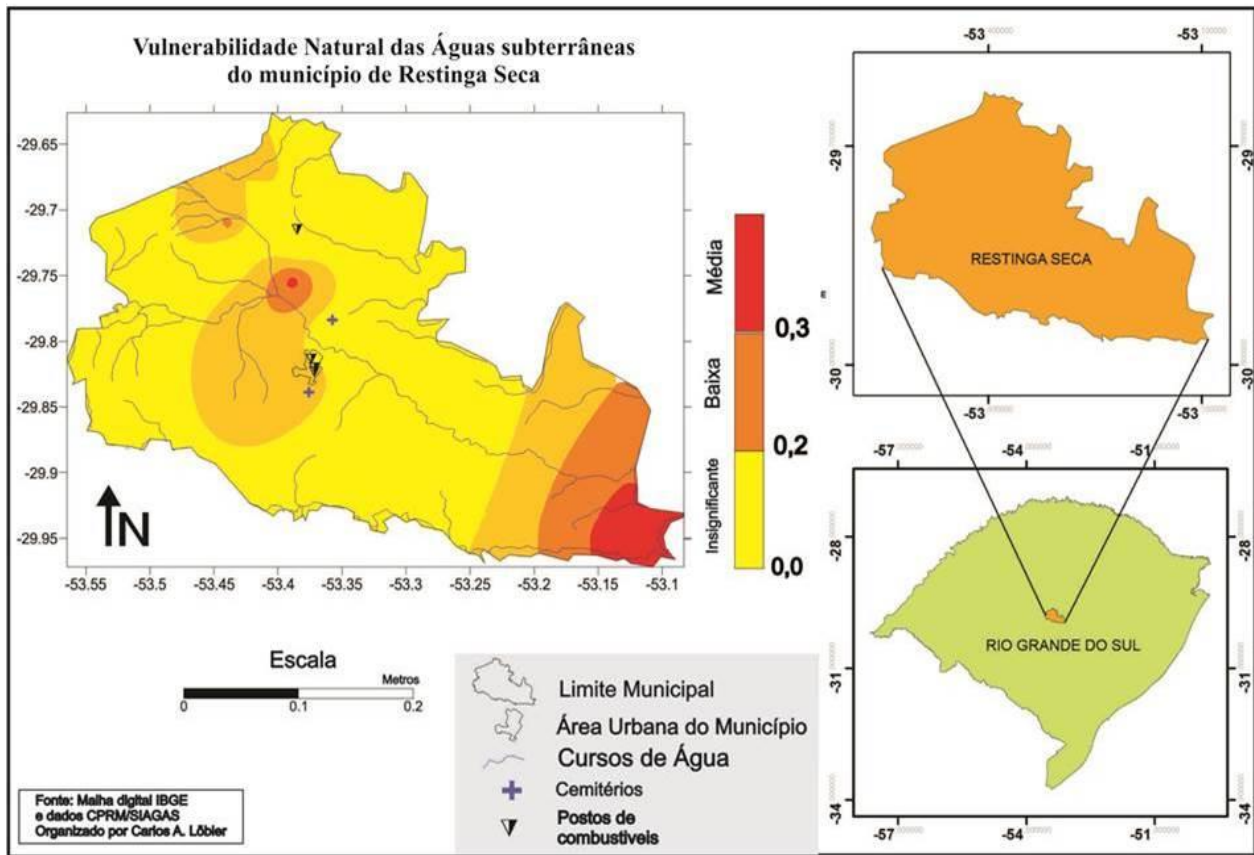 Vulnerabilidade Natural das Águas subterrâneas
do município de Restinga Seca
-29.65
-29.7
-29.75
-29.8
-29.85
-29.9
-29.95
-53.55 -53.5 -53.45 -53.4 -53.35 -53.3 -53.25 -53.2 -53.15 -53.1
N
Média
0,3
Baixa
0,2
Insignificante
0,0
Escala
Metros
0 0.1 0.2
Limite Municipal
Área Urbana do Município
Cursos de Água
Cemitérios
Postos de
combustíveis
Fonte: Malha digital IBGE
e dados CPRM/SIAGAS
Organizado por Carlos A. Löbler
-53 -53
-29 -29
RESTINGA SECA
-30 -30
-53 -53
-57 -54 -51
-28 -28
RIO GRANDE DO SUL
-31 -31
-34 -34
-57 -54 -51